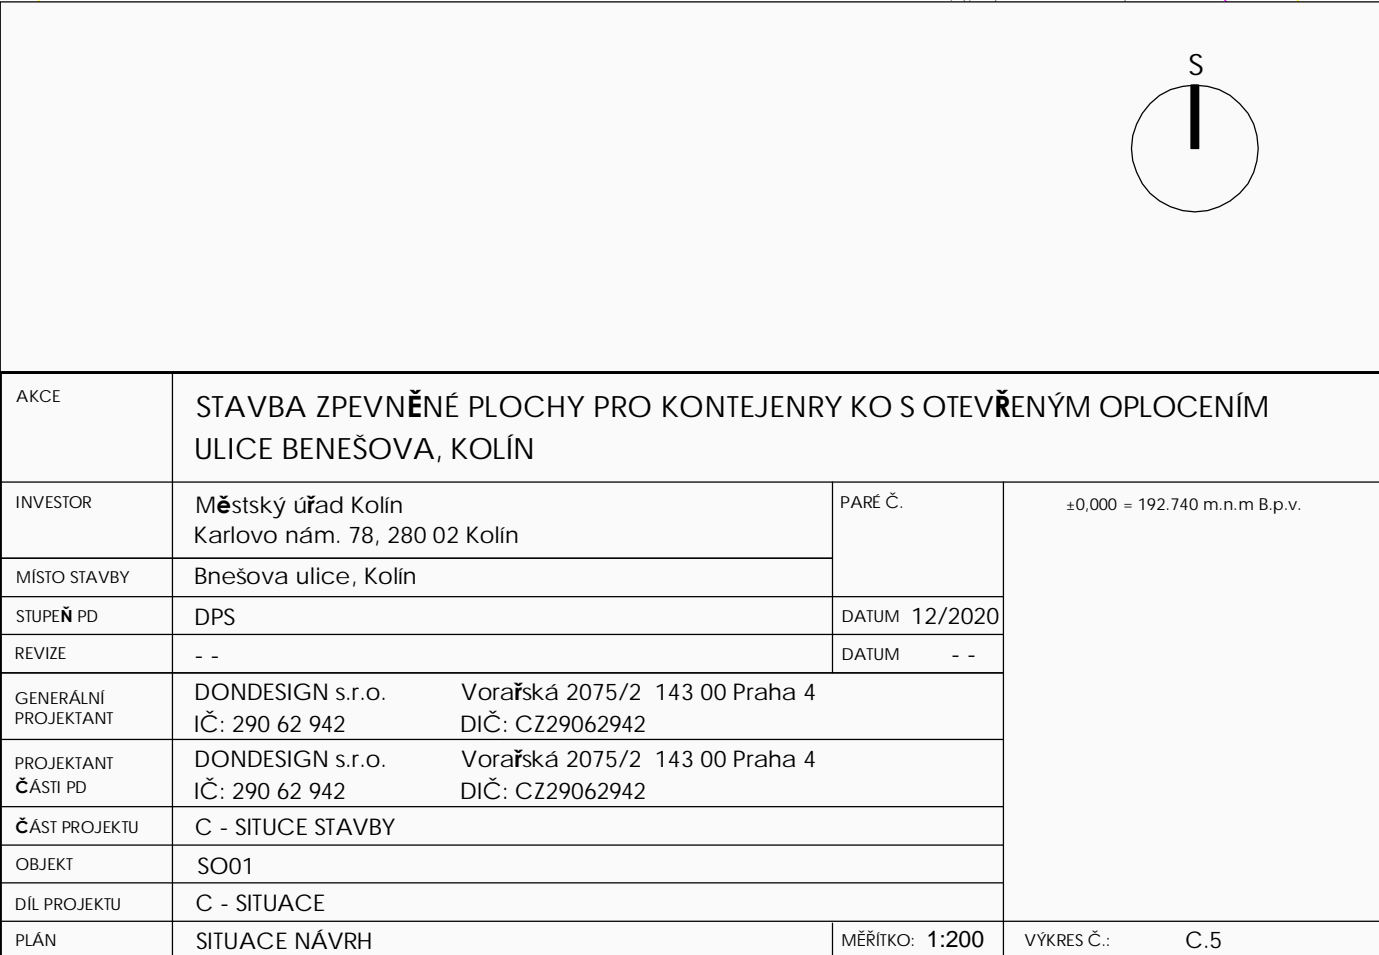 S
AKCE
STAVBA ZPEVNĚNÉ PLOCHY PRO KONTEJENRY KO S OTEVŘENÝM OPLOCENÍM
ULICE BENEŠOVA, KOLÍN
INVESTOR
Městský úřad Kolín
Karlovo nám. 78, 280 02 Kolín
PARÉ Č.
±0,000 = 192.740 m.n.m B.p.v.
MÍSTO STAVBY
Bnešova ulice, Kolín
STUPEŇ PD
DPS
DATUM 12/2020
REVIZE
- -
DATUM - -
GENERÁLNÍ
PROJEKTANT
DONDESIGN s.r.o. Vorařská 2075/2 143 00 Praha 4
IČ: 290 62 942 DIČ: CZ29062942
PROJEKTANT
ČÁSTI PD
DONDESIGN s.r.o. Vorařská 2075/2 143 00 Praha 4
IČ: 290 62 942 DIČ: CZ29062942
ČÁST PROJEKTU
C - SITUCE STAVBY
OBJEKT
SO01
DÍL PROJEKTU
C - SITUACE
PLÁN
SITUACE NÁVRH
MĚŘÍTKO: 1:200
VÝKRES Č.: C.5